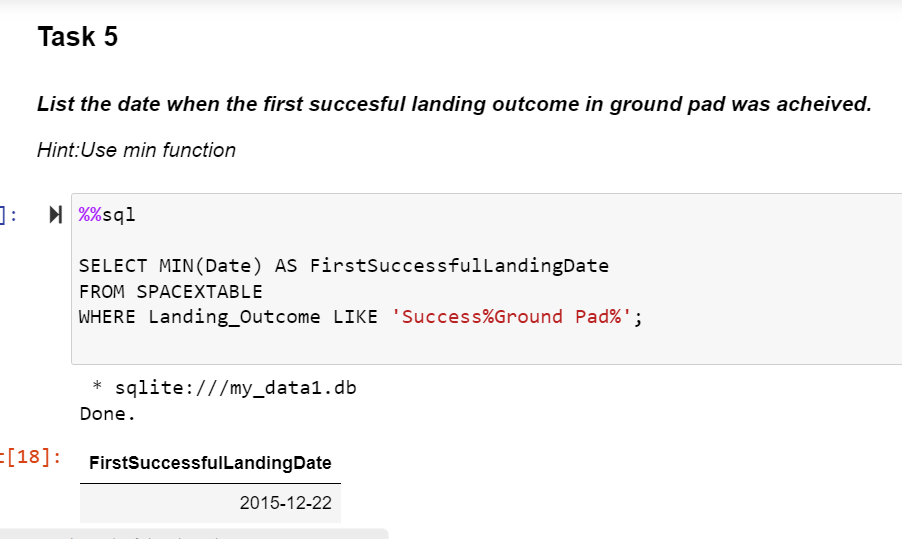 Task 5
List the date when the first succesful landing outcome in ground pad was acheived.
Hint:Use min function
]:
%%sql
SELECT MIN(Date) AS FirstSuccessfulLandingDate
FROM SPACEXTABLE
WHERE Landing_Outcome LIKE 'Success%Ground Pad%';
* sqlite:///my_data1.db
Done.
t[18]:
FirstSuccessfulLandingDate
2015-12-22